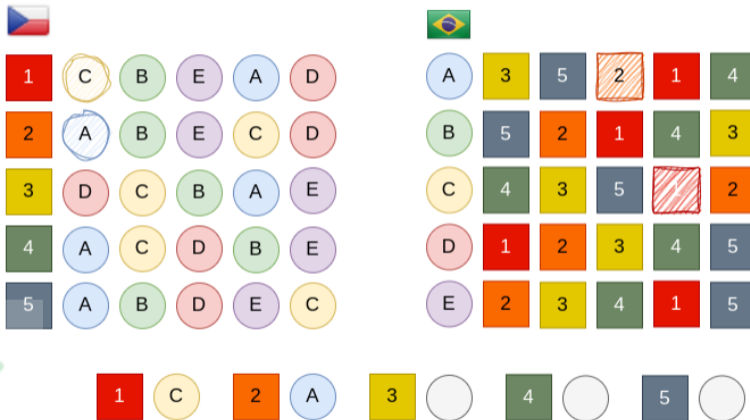 1 C B E A D A 3 5 2 1 4
2 A B E C D B 5 2 1 4 3
3 D C B A E C 4 3 5 1 2
4 A C D B E D 1 2 3 4 5
5 A B D E C E 2 3 4 1 5
1 C 2 A 3 4 5